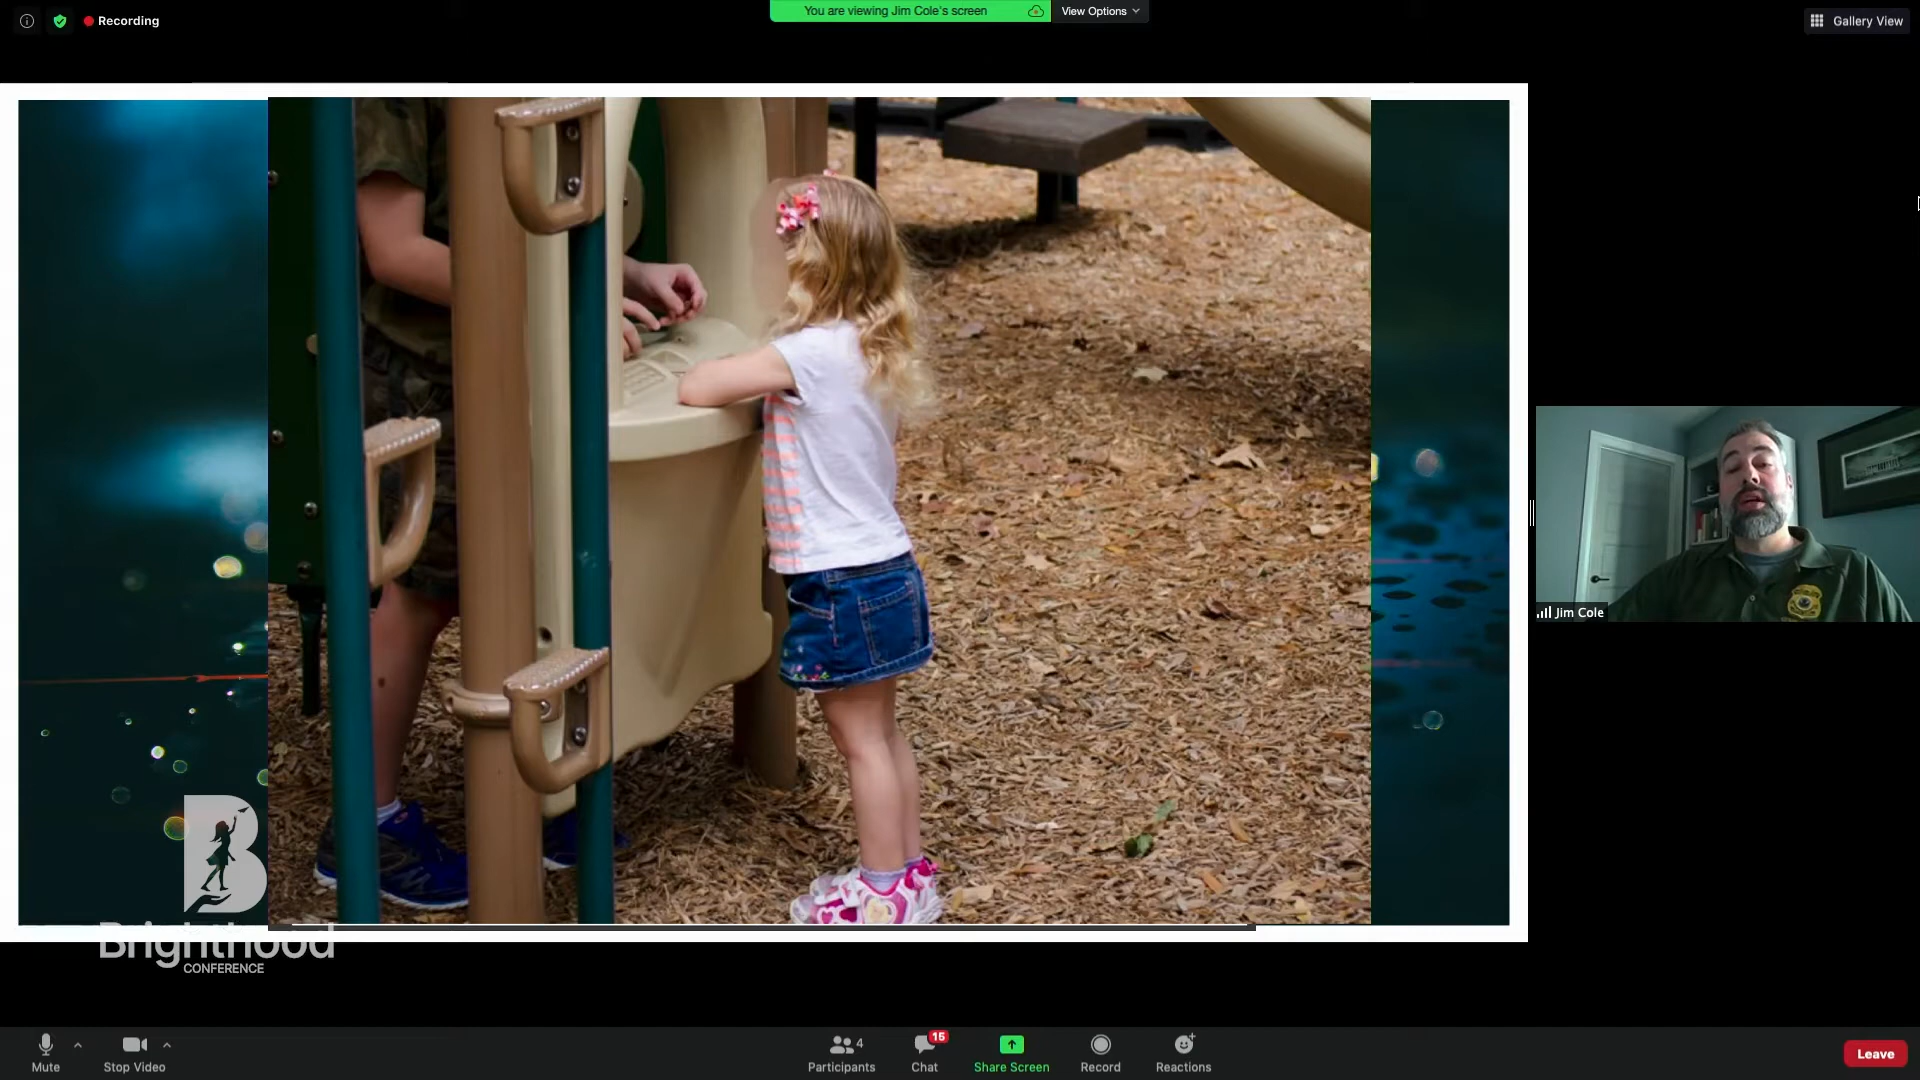 Recording
You are viewing Jim Cole's screen
View Options
Gallery View
Jim Cole
Brighthood
CONFERENCE
Mute
Stop Video
4
Participants
15
Chat
Share Screen
Record
Reactions
Leave